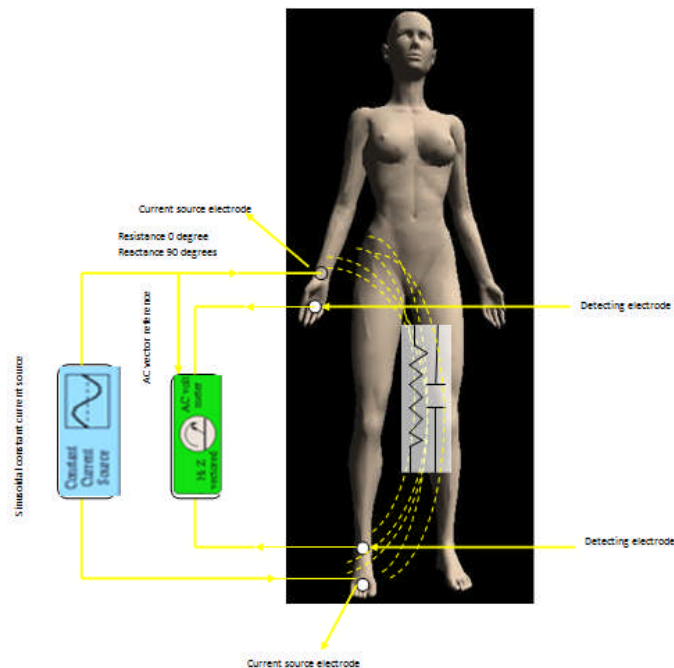 Current source electrode
Resistance 0 degree
Reactance 90 degrees
AC vector reference
Detecting electrode
Sinusoidal constant current source
Constant
Current
Source
AC volt
meter
Hi Z
vectored
Detecting electrode
Current source electrode